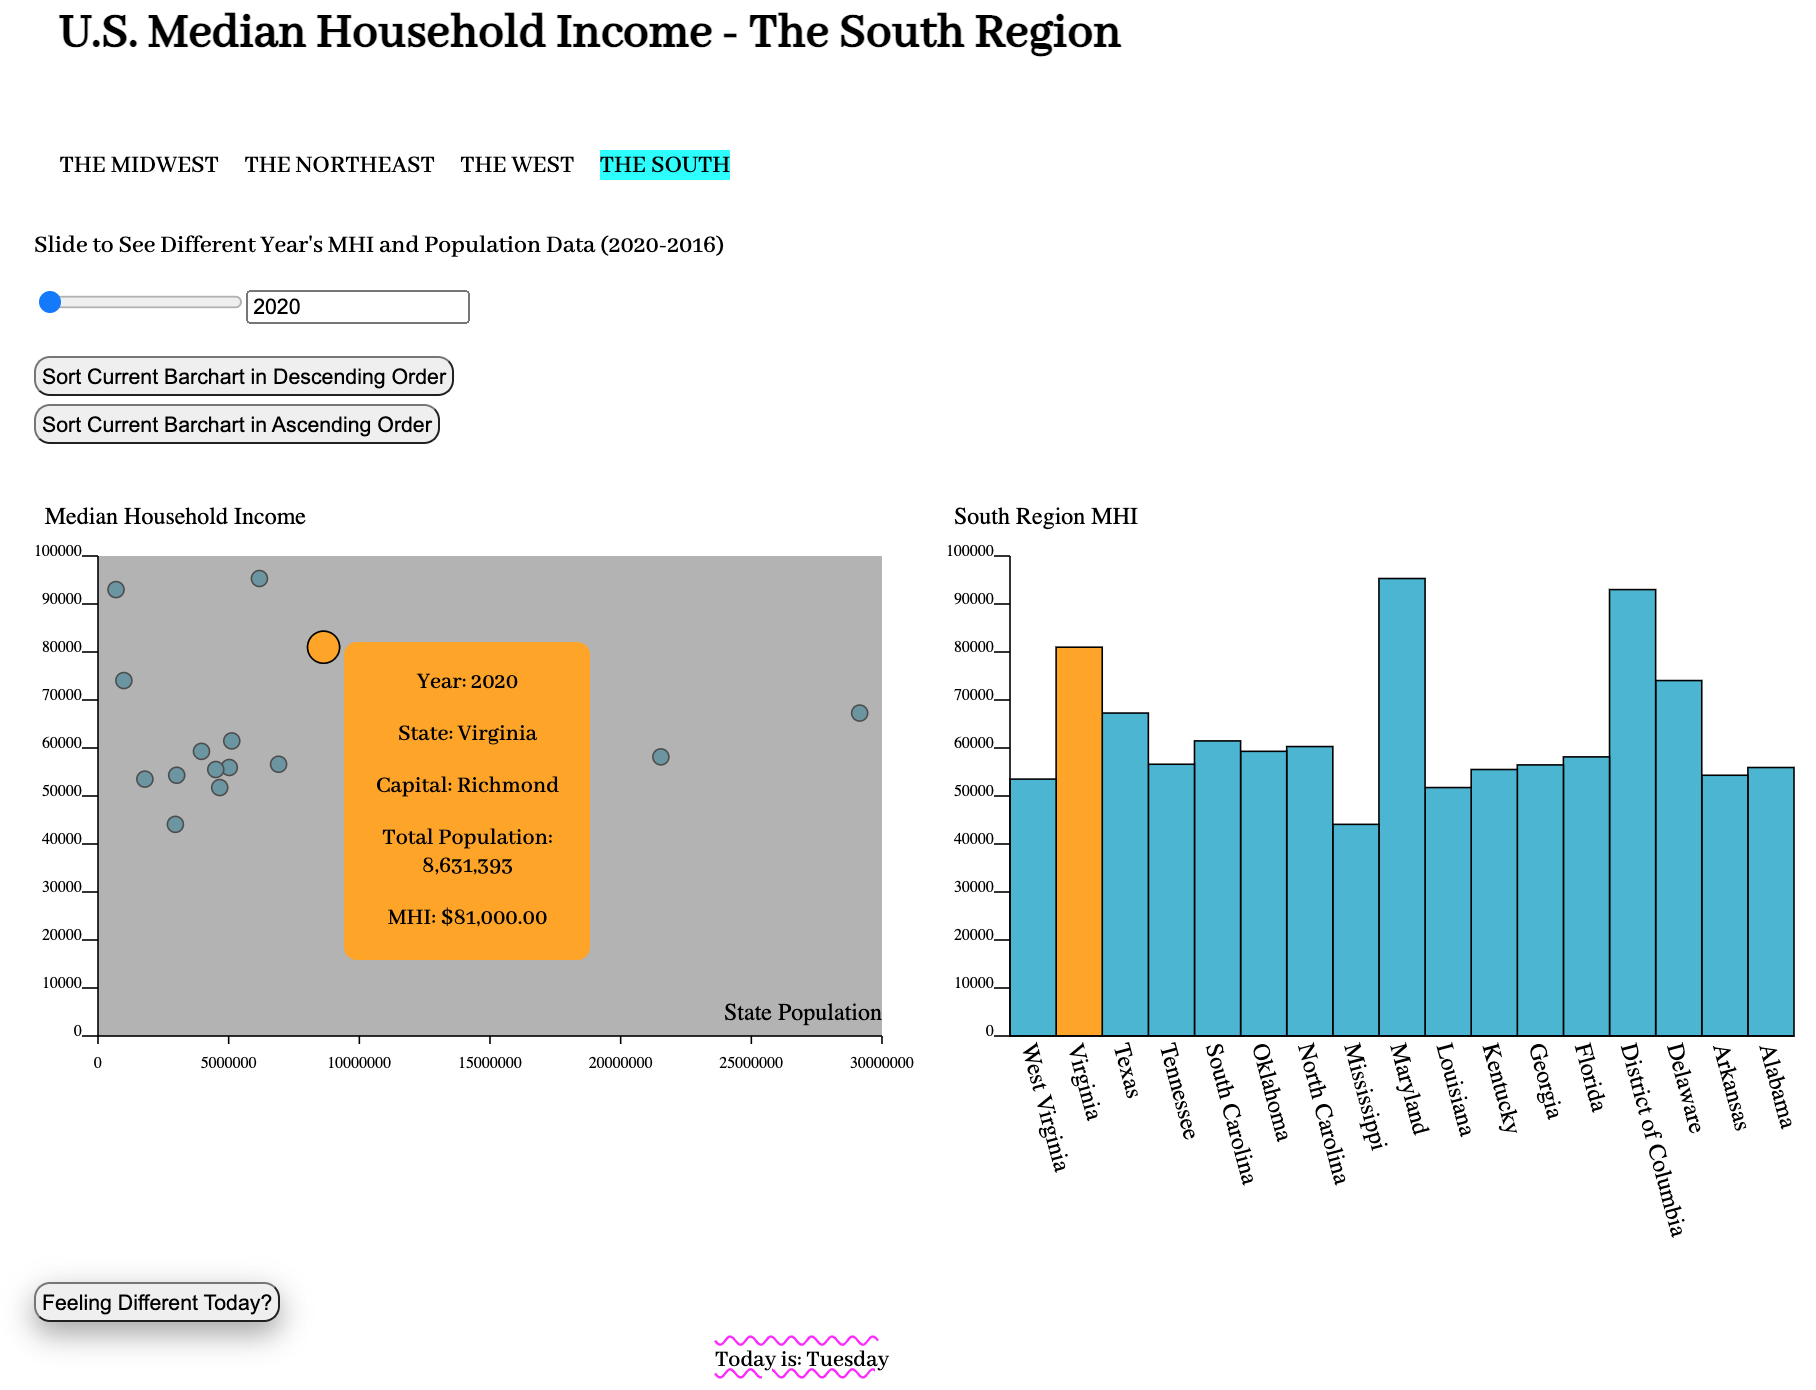 U.S. Median Household Income - The South Region
THE MIDWEST THE NORTHEAST THE WEST THE SOUTH
Slide to See Different Year's MHI and Population Data (2020-2016)
2020
Sort Current Barchart in Descending Order
Sort Current Barchart in Ascending Order
Median Household Income
100000
90000
80000
70000
60000
50000
40000
30000
20000
10000
0
Year: 2020
State: Virginia
Capital: Richmond
Total Population:
8,631,393
MHI: $81,000.00
State Population
0 5000000 10000000 15000000 20000000 25000000 30000000
South Region MHI
100000
90000
80000
70000
60000
50000
40000
30000
20000
10000
0
West Virginia
Virginia
Texas
Tennessee
South Carolina
Oklahoma
North Carolina
Mississippi
Maryland
Louisiana
Kentucky
Georgia
Florida
District of Columbia
Delaware
Arkansas
Alabama
Feeling Different Today?
Today is: Tuesday